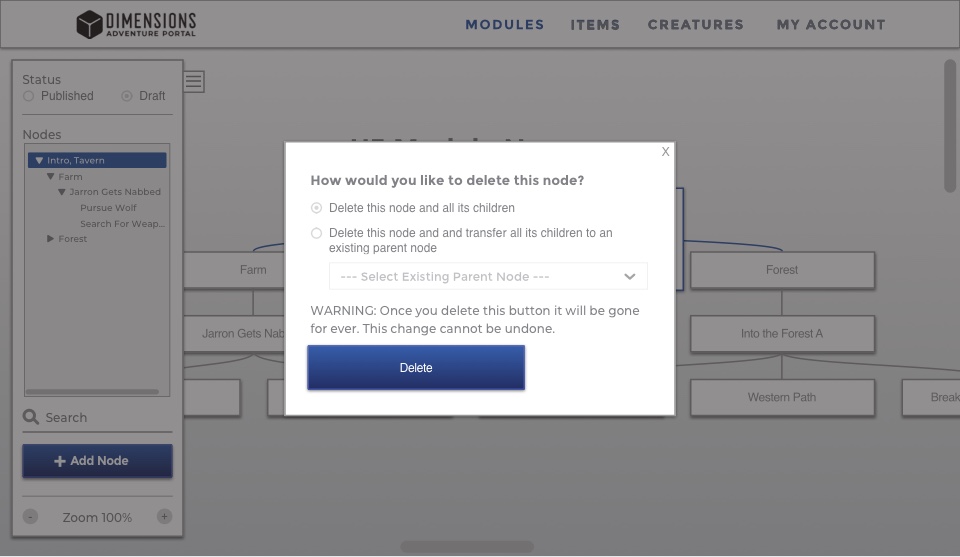 DIMENSIONS
ADVENTURE PORTAL
MODULES
ITEMS
CREATURES
MY ACCOUNT
Status
Published
Draft
Nodes
Intro, Tavern
Farm
Jarron Gets Nabbed
Pursue Wolf
Search For Weap...
Forest
Search
Add Node
- Zoom 100% +
X
How would you like to delete this node?
Delete this node and all its children
Delete this node and and transfer all its children to an
existing parent node
--- Select Existing Parent Node ---
WARNING: Once you delete this button it will be gone
for ever. This change cannot be undone.
Delete
Farm
Forest
Jarron Gets Nab
Into the Forest A
Western Path
Break